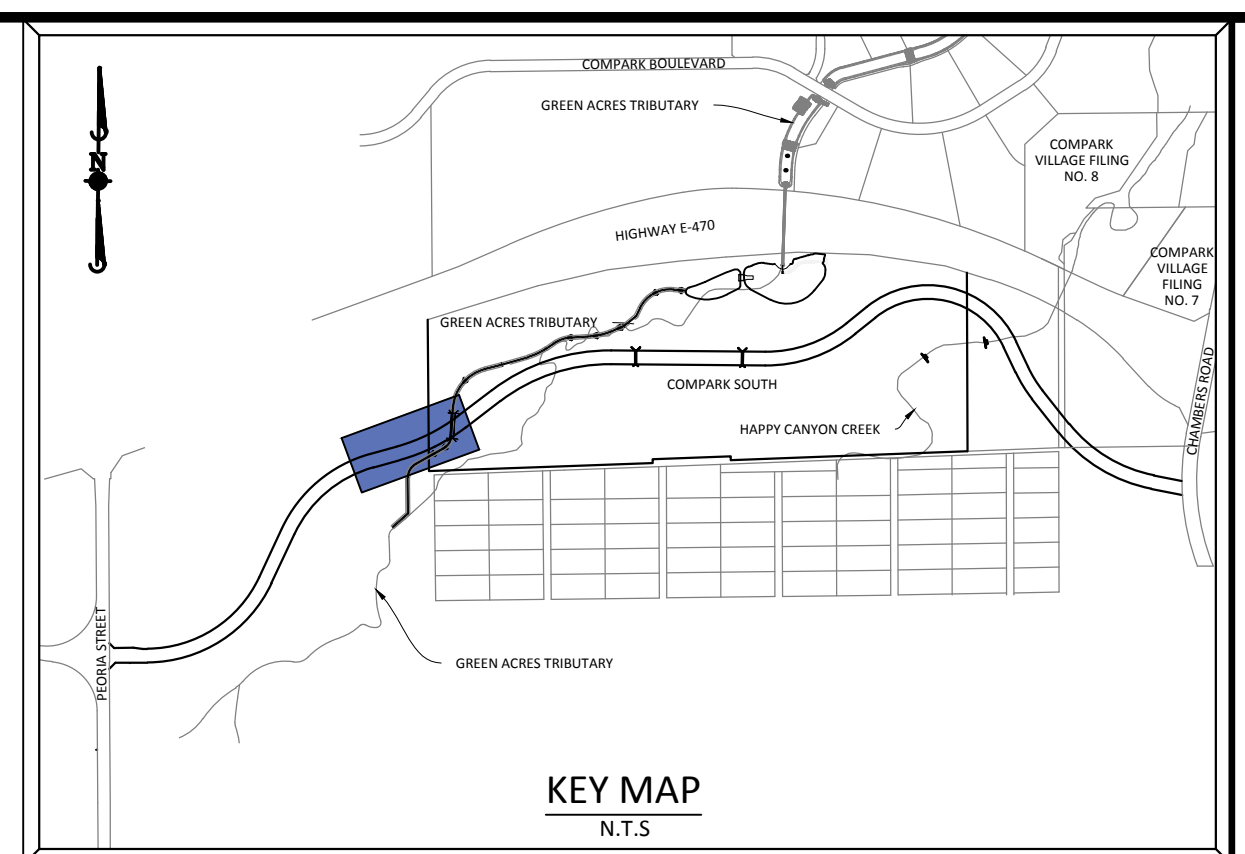 COMPARK BOULEVARD
GREEN ACRES TRIBUTARY
COMPARK
VILLAGE FILING
NO. 8
N
HIGHWAY E-470
COMPARK
VILLAGE
FILING
NO. 7
GREEN ACRES TRIBUTARY
COMPARK SOUTH
HAPPY CANYON CREEK
CHAMBERS ROAD
PEORIA STREET
GREEN ACRES TRIBUTARY
KEY MAP
N.T.S